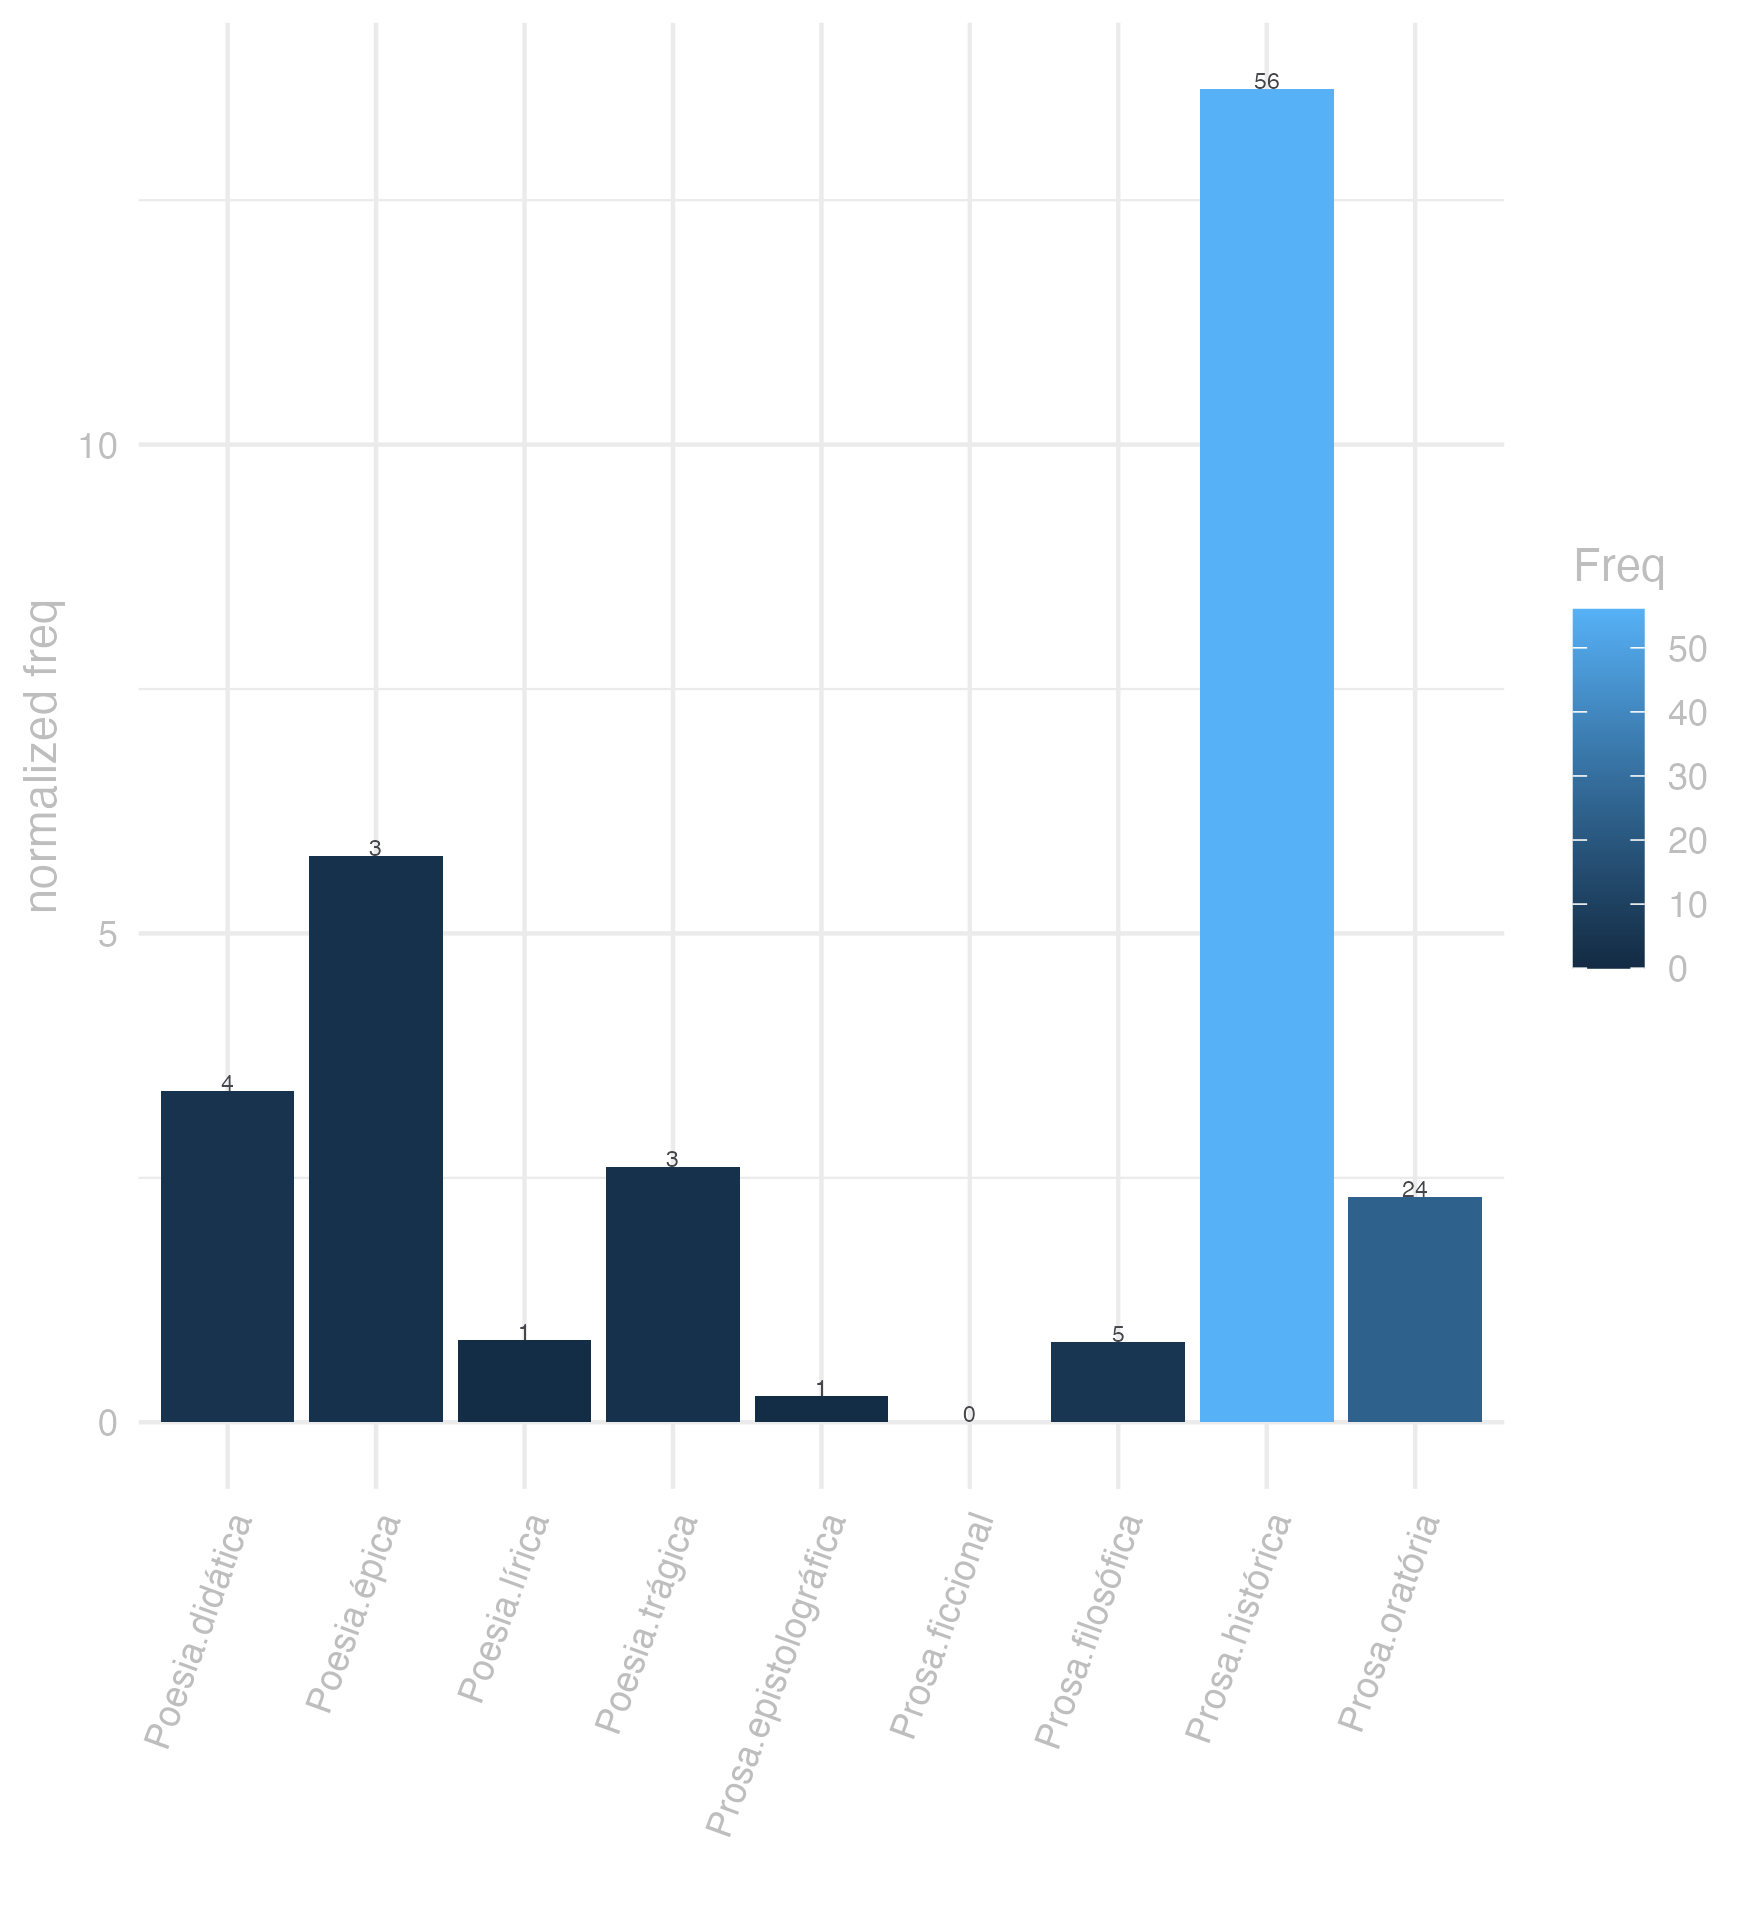 56
10
Freq
50
40
30
20
10
0
normalized freq
3
5
4
3
24
1
5
1
0
0
Poesia.didática
Poesia.épica
Poesia.lírica
Poesia.trágica
Prosa.epistolográfica
Prosa.ficcional
Prosa.filosófica
Prosa.histórica
Prosa.oratória